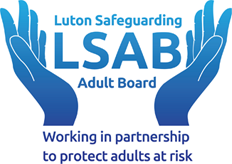 Luton Safeguarding
LSAB
Adult Board
Working in partnership
to protect adults at risk